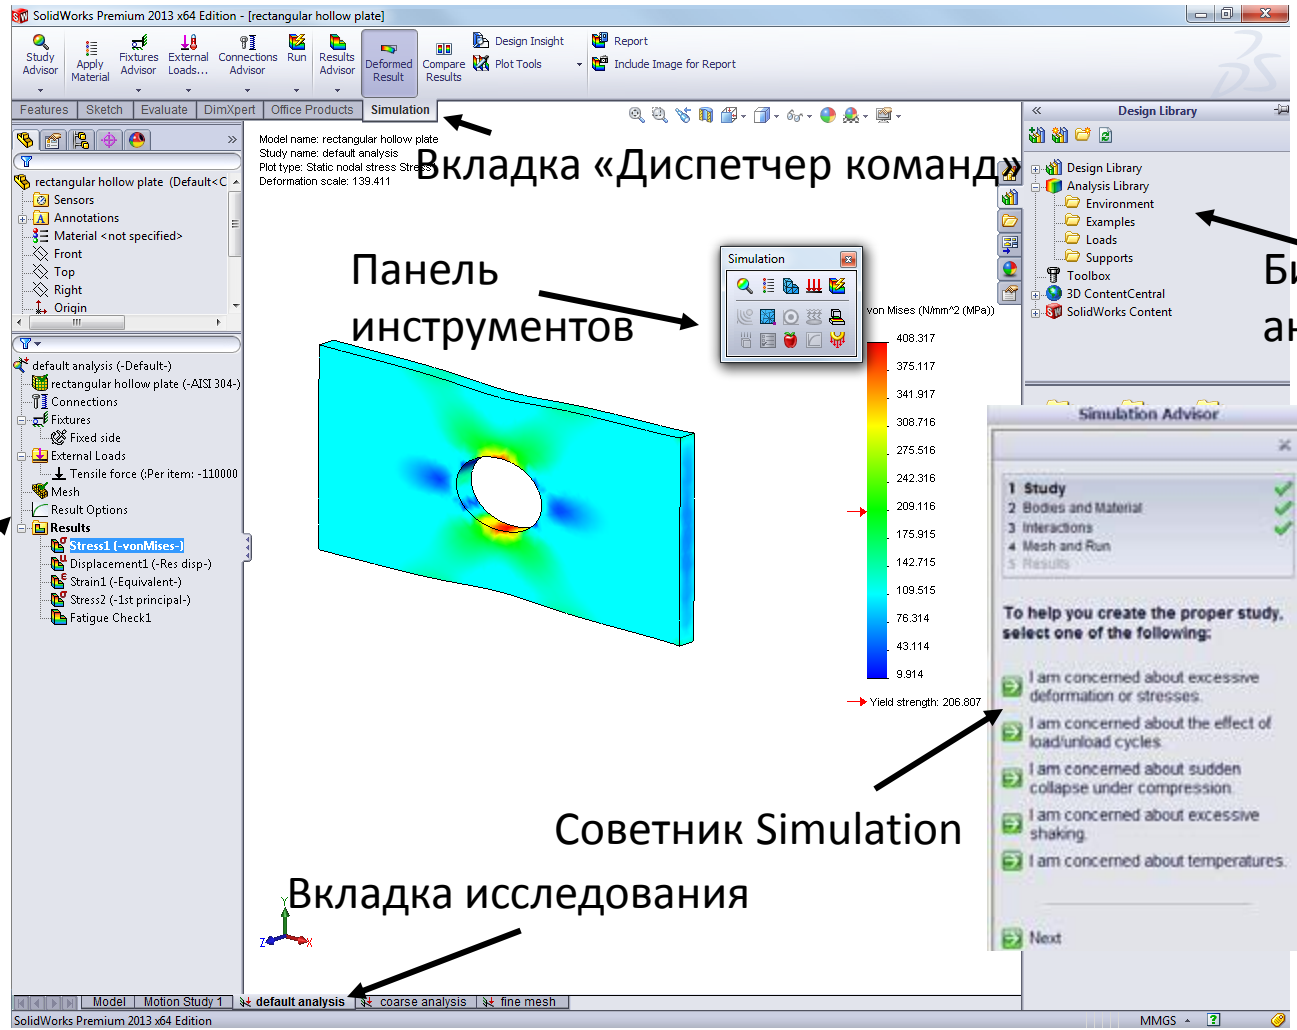 SolidWorks Premium 2013 x64 Edition - [rectangular hollow plate]
Study Advisor
Apply Material
Fixtures Advisor
External Loads...
Connections Advisor
Run
Results Advisor
Deformed Result
Compare Results
Design Insight
Plot Tools
Report
Include Image for Report
Features
Sketch
Evaluate
DimXpert
Office Products
Simulation
Model name: rectangular hollow plate
Study name: default analysis
Plot type: Static nodal stress Stress
Deformation scale: 139.411
Вкладка «Диспетчер команд»
rectangular hollow plate (Default<C
Sensors
Annotations
Material <not specified>
Front
Top
Right
Origin
default analysis (-Default-)
rectangular hollow plate (-AISI 304-)
Connections
Fixtures
Fixed side
External Loads
Tensile force (:Per item: -110000
Mesh
Result Options
Results
Stress1 (-vonMises-)
Displacement1 (-Res disp-)
Strain1 (-Equivalent-)
Stress2 (-1st principal-)
Fatigue Check1
Панель
инструментов
Simulation
von Mises (N/mm^2 (MPa))
408.317
375.117
341.917
308.716
275.516
242.316
209.116
175.915
142.715
109.515
76.314
43.114
9.914
Yield strength: 206.807
Design Library
Design Library
Analysis Library
Environment
Examples
Loads
Supports
Toolbox
3D ContentCentral
SolidWorks Content
Би
ан
Simulation Advisor
1 Study
2 Bodies and Material
3 Interactions
4 Mesh and Run
5 Results
To help you create the proper study,
select one of the following:
I am concerned about excessive
deformation or stresses.
I am concerned about the effect of
load/unload cycles.
I am concerned about sudden
collapse under compression.
I am concerned about excessive
shaking.
I am concerned about temperatures.
Next
Советник Simulation
Вкладка исследования
Y
Z
X
Model
Motion Study 1
default analysis
coarse analysis
fine mesh
SolidWorks Premium 2013 x64 Edition
MMGS